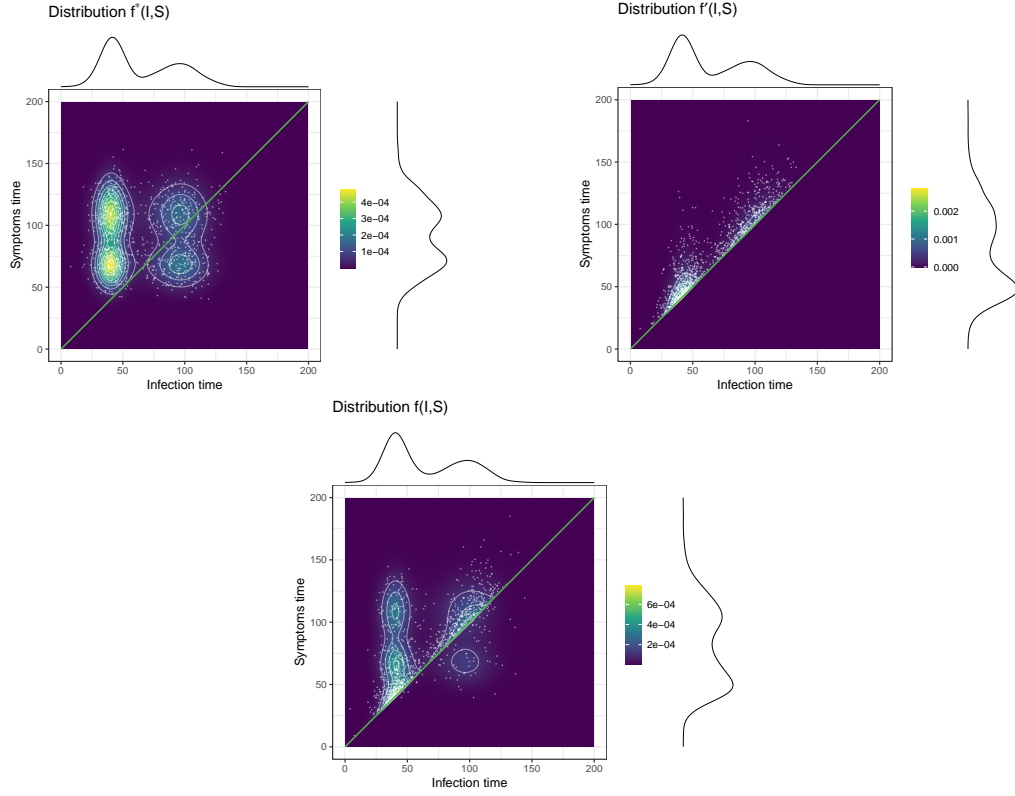 Distribution f*(I,S)
200
150
100
50
0
0 50 100 150 200
Symptoms time
Infection time
4e−04
3e−04
2e−04
1e−04
Distribution f′(I,S)
200
150
100
50
0
0 50 100 150 200
Symptoms time
Infection time
0.002
0.001
0.000
Distribution f(I,S)
200
150
100
50
0
0 50 100 150 200
Symptoms time
Infection time
6e−04
4e−04
2e−04